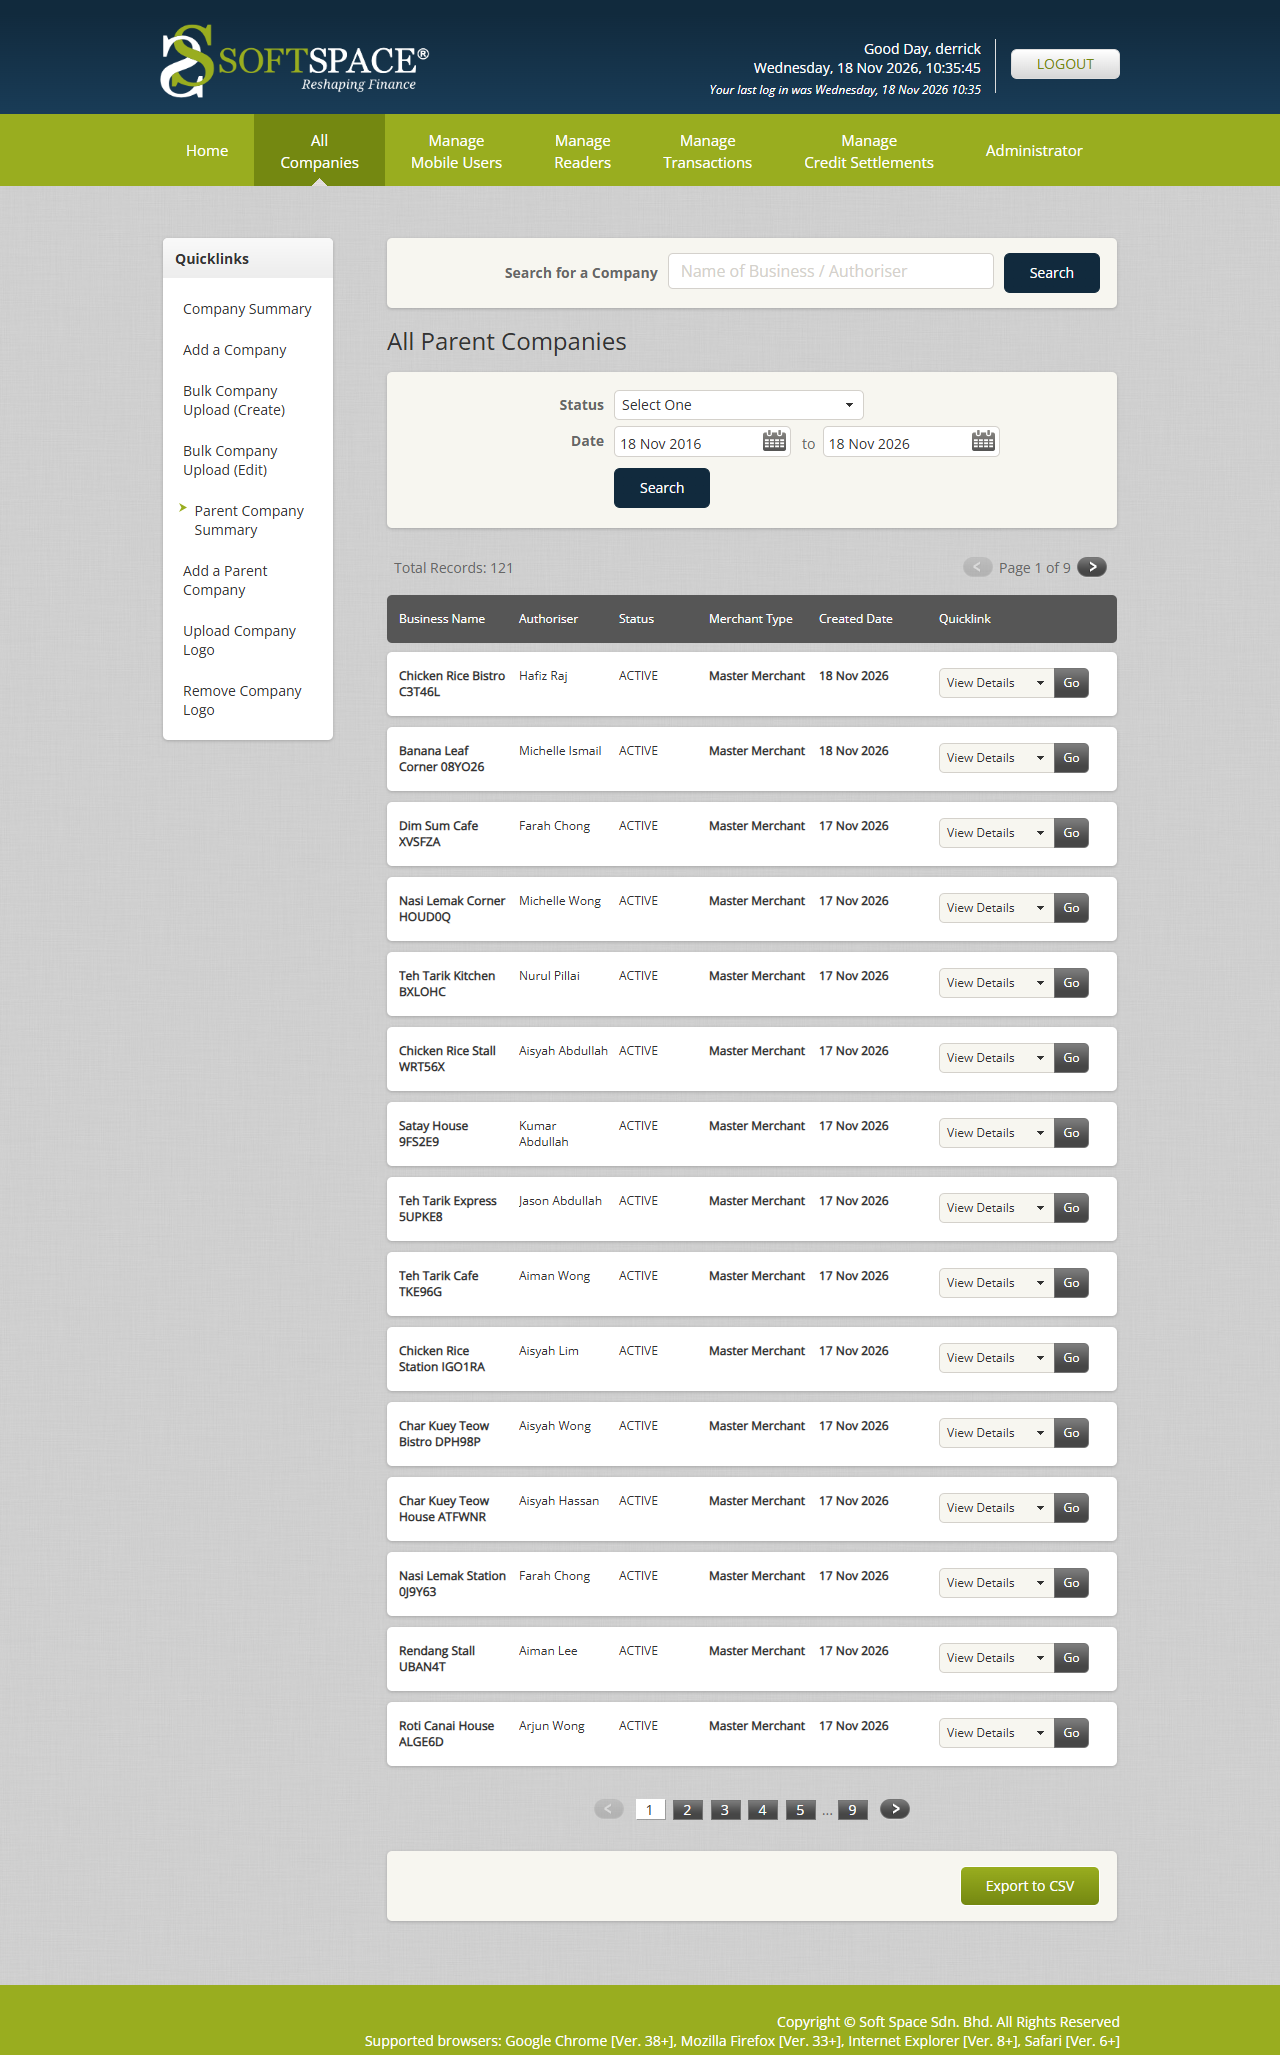 SOFTSPACE®
Reshaping Finance
Good Day, derrick
Wednesday, 18 Nov 2026, 10:35:45
Your last log in was Wednesday, 18 Nov 2026 10:35
LOGOUT
Home
All
Companies
Manage
Mobile Users
Manage
Readers
Manage
Transactions
Manage
Credit Settlements
Administrator
Quicklinks
Company Summary
Add a Company
Bulk Company
Upload (Create)
Bulk Company
Upload (Edit)
Parent Company
Summary
Add a Parent
Company
Upload Company
Logo
Remove Company
Logo
Search for a Company
Name of Business / Authoriser
Search
All Parent Companies
Status
Select One
Date
18 Nov 2016
to
18 Nov 2026
Search
Total Records: 121
< Page 1 of 9 >
Business Name Authoriser Status Merchant Type Created Date Quicklink
Chicken Rice Bistro Hafiz Raj ACTIVE Master Merchant 18 Nov 2026 View Details Go
C3T46L
Banana Leaf Michelle Ismail ACTIVE Master Merchant 18 Nov 2026 View Details Go
Corner 08YO26
Dim Sum Cafe Farah Chong ACTIVE Master Merchant 17 Nov 2026 View Details Go
XVSFZA
Nasi Lemak Corner Michelle Wong ACTIVE Master Merchant 17 Nov 2026 View Details Go
HOUD0Q
Teh Tarik Kitchen Nurul Pillai ACTIVE Master Merchant 17 Nov 2026 View Details Go
BXLOHC
Chicken Rice Stall Aisyah Abdullah ACTIVE Master Merchant 17 Nov 2026 View Details Go
WRT56X
Satay House Kumar ACTIVE Master Merchant 17 Nov 2026 View Details Go
9FS2E9 Abdullah
Teh Tarik Express Jason Abdullah ACTIVE Master Merchant 17 Nov 2026 View Details Go
5UPKE8
Teh Tarik Cafe Aiman Wong ACTIVE Master Merchant 17 Nov 2026 View Details Go
TKE96G
Chicken Rice Aisyah Lim ACTIVE Master Merchant 17 Nov 2026 View Details Go
Station IGO1RA
Char Kuey Teow Aisyah Wong ACTIVE Master Merchant 17 Nov 2026 View Details Go
Bistro DPH98P
Char Kuey Teow Aisyah Hassan ACTIVE Master Merchant 17 Nov 2026 View Details Go
House ATFWNR
Nasi Lemak Station Farah Chong ACTIVE Master Merchant 17 Nov 2026 View Details Go
0J9Y63
Rendang Stall Aiman Lee ACTIVE Master Merchant 17 Nov 2026 View Details Go
UBAN4T
Roti Canai House Arjun Wong ACTIVE Master Merchant 17 Nov 2026 View Details Go
ALGE6D
< 1 2 3 4 5 ... 9 >
Export to CSV
Copyright © Soft Space Sdn. Bhd. All Rights Reserved
Supported browsers: Google Chrome [Ver. 38+], Mozilla Firefox [Ver. 33+], Internet Explorer [Ver. 8+], Safari [Ver. 6+]